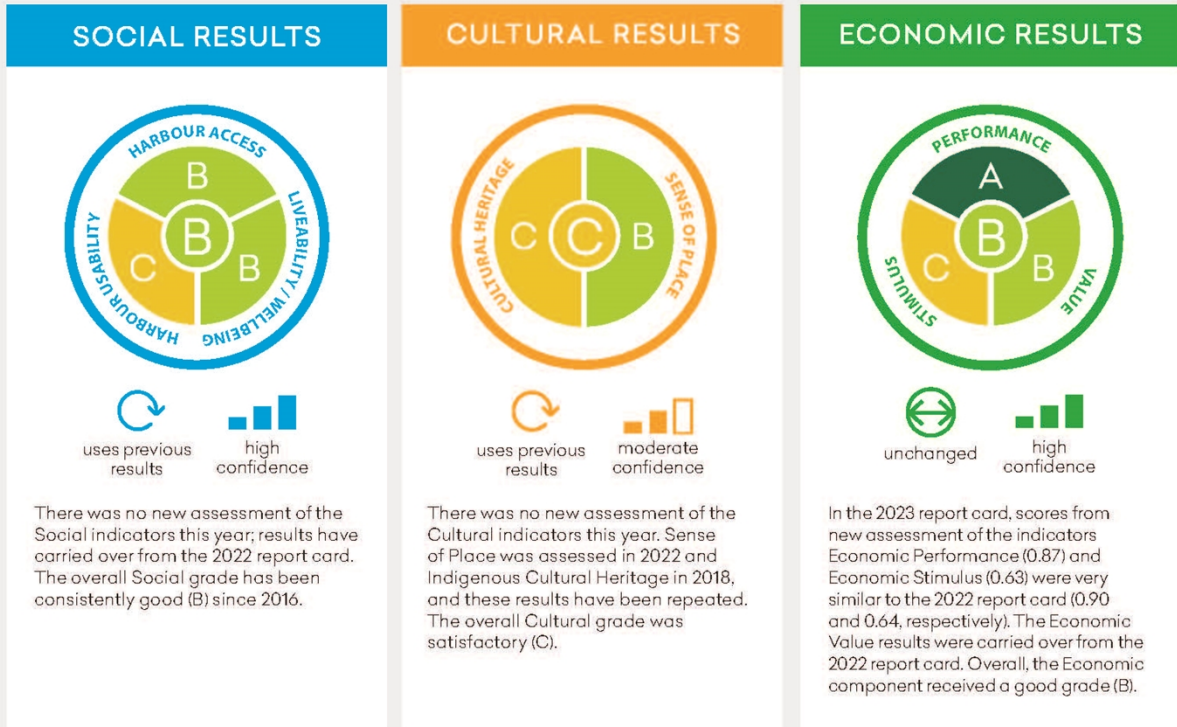 SOCIAL RESULTS
HARBOUR ACCESS
B
HARBOUR USABILITY
C
B
B
LIVEABILITY / WELLBEING
uses previous
results
high
confidence
There was no new assessment of the
Social indicators this year; results have
carried over from the 2022 report card.
The overall Social grade has been
consistently good (B) since 2016.
CULTURAL RESULTS
CULTURAL HERITAGE
C
C
B
SENSE OF PLACE
uses previous
results
moderate
confidence
There was no new assessment of the
Cultural indicators this year. Sense
of Place was assessed in 2022 and
Indigenous Cultural Heritage in 2018,
and these results have been repeated.
The overall Cultural grade was
satisfactory (C).
ECONOMIC RESULTS
PERFORMANCE
A
STIMULUS
C
B
B
VALUE
unchanged
high
confidence
In the 2023 report card, scores from
new assessment of the indicators
Economic Performance (0.87) and
Economic Stimulus (0.63) were very
similar to the 2022 report card (0.90
and 0.64, respectively). The Economic
Value results were carried over from the
2022 report card. Overall, the Economic
component received a good grade (B).